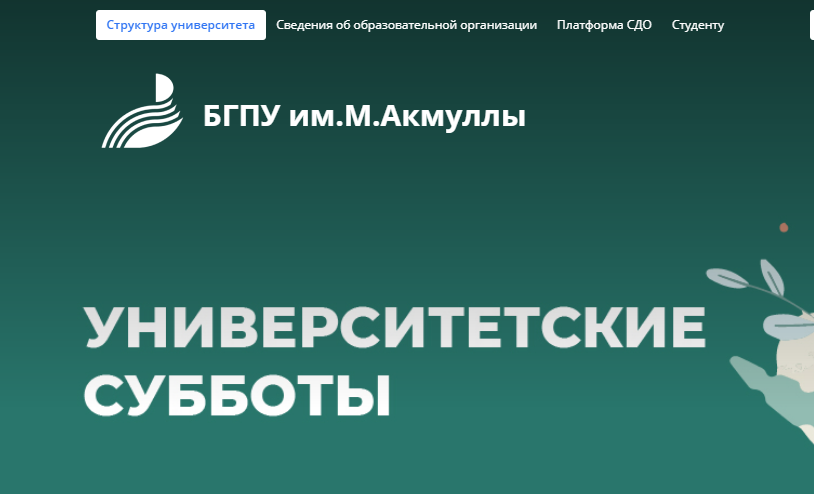 Структура университета Сведения об образовательной организации Платформа СДО Студенту
БГПУ им.М.Акмуллы
УНИВЕРСИТЕТСКИЕ
СУББОТЫ